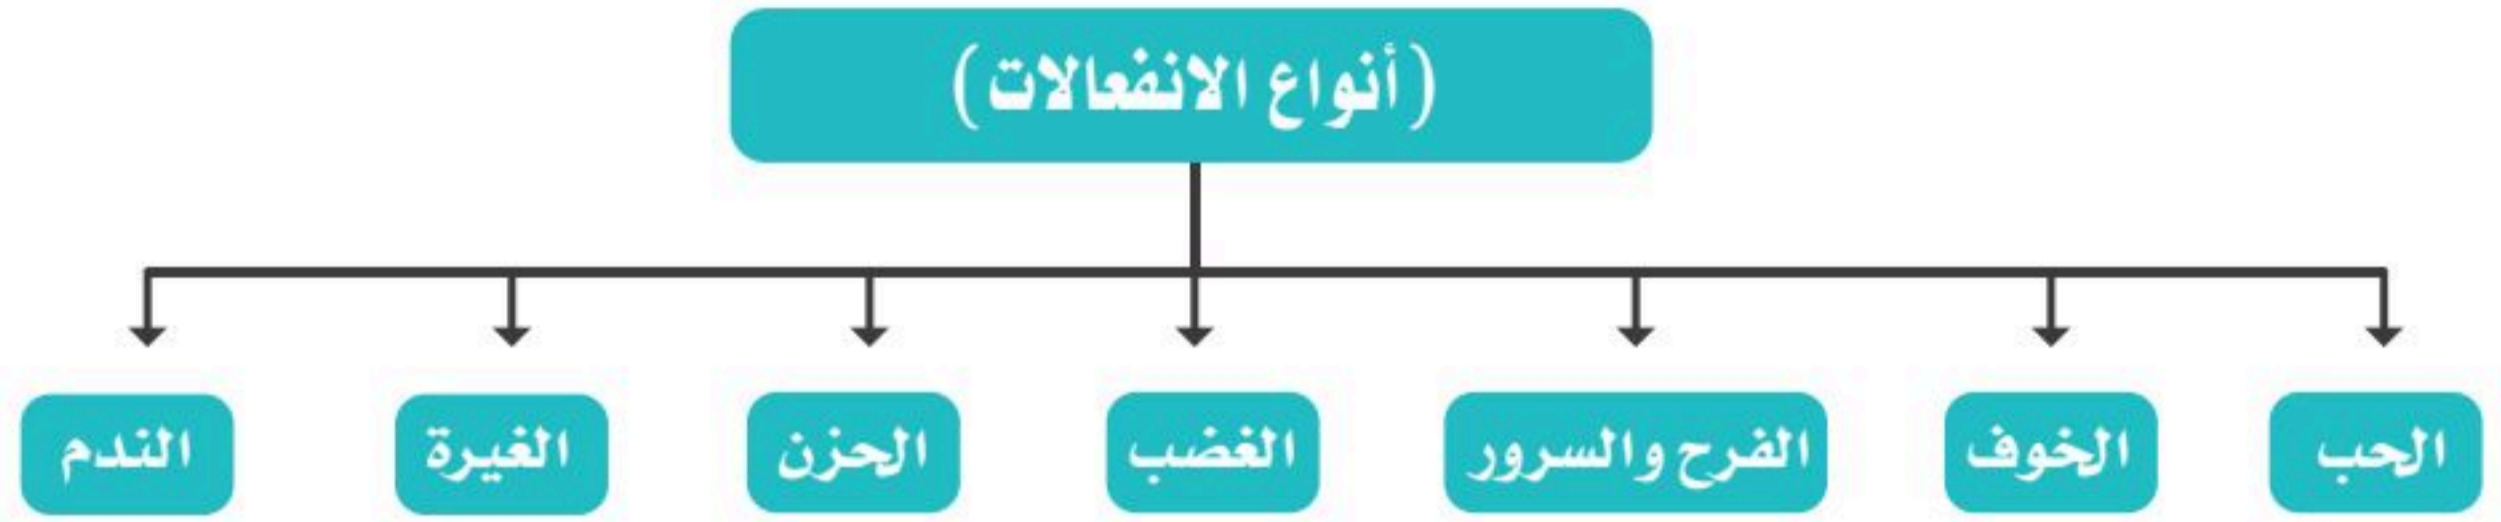 (أنواع الانفعالات)
الحب
الخوف
الفرح والسرور
الغضب
الحزن
الغيرة
الندم